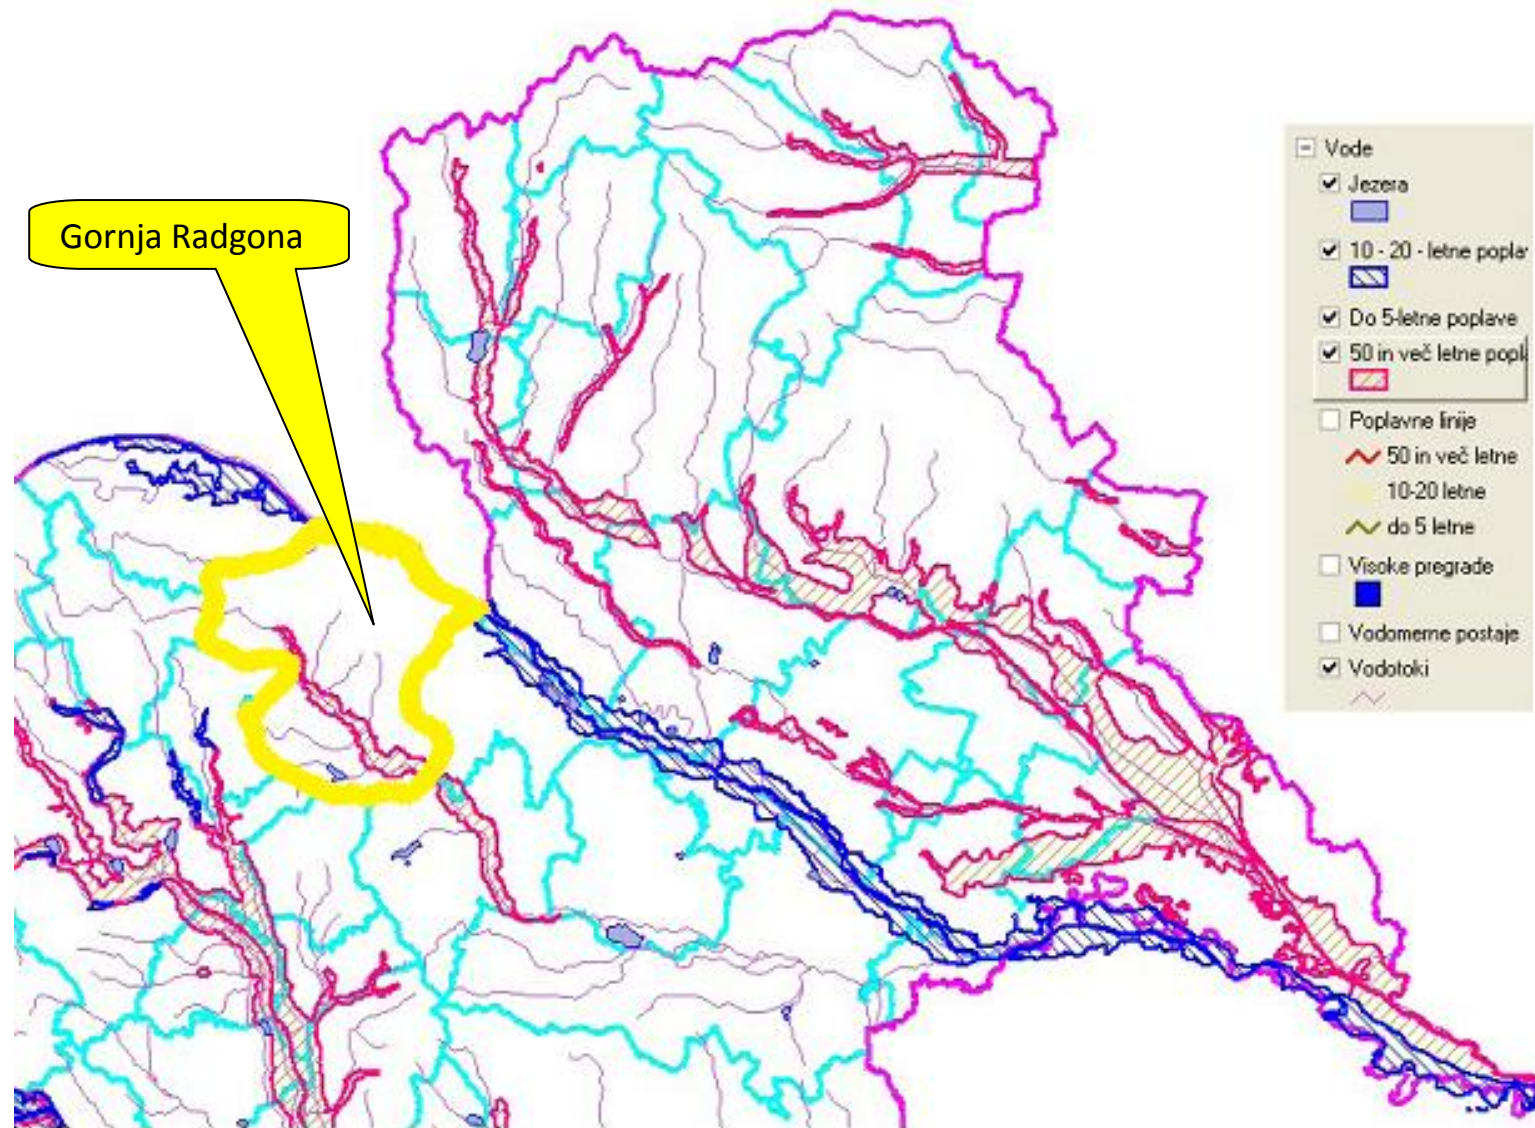 Gornja Radgona
Vode
Jezera
10 - 20 - letne poplav
Do 5-letne poplave
50 in več letne popla
Poplavne linije
50 in več letne
10-20 letne
do 5 letne
Visoke pregrade
Vodomerne postaje
Vodotoki